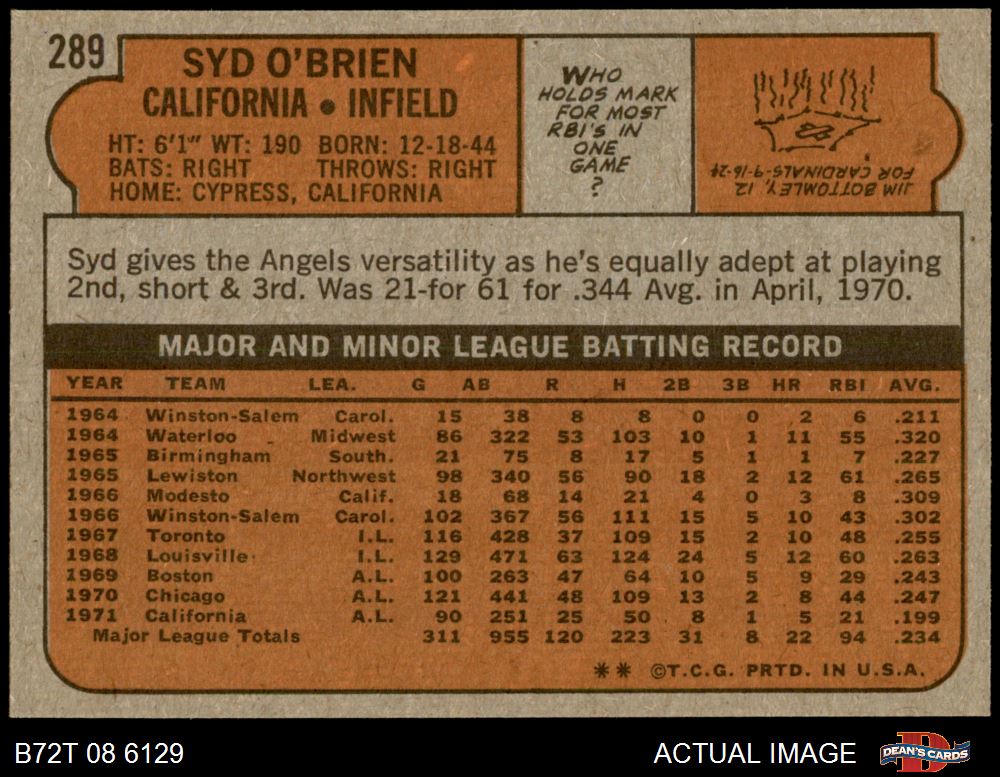 289
SYD O'BRIEN
CALIFORNIA • INFIELD
HT: 6'1" WT: 190 BORN: 12-18-44
BATS: RIGHT THROWS: RIGHT
HOME: CYPRESS, CALIFORNIA
WHO
HOLDS MARK
FOR MOST
RBI'S IN
ONE
GAME
?
JIM BOTTOMLEY, 12
FOR CARDINALS-9-16-24
Syd gives the Angels versatility as he's equally adept at playing
2nd, short & 3rd. Was 21-for 61 for .344 Avg. in April, 1970.
MAJOR AND MINOR LEAGUE BATTING RECORD
YEAR TEAM LEA. G AB R H 2B 3B HR RBI AVG.
1964 Winston-Salem Carol. 15 38 8 8 0 0 2 6 .211
1964 Waterloo Midwest 86 322 53 103 10 1 11 55 .320
1965 Birmingham South. 21 75 8 17 5 1 1 7 .227
1965 Lewiston Northwest 98 340 56 90 18 2 12 61 .265
1966 Modesto Calif. 18 68 14 21 4 0 3 8 .309
1966 Winston-Salem Carol. 102 367 56 111 15 5 10 43 .302
1967 Toronto I.L. 116 428 37 109 15 2 10 48 .255
1968 Louisville I.L. 129 471 63 124 24 5 12 60 .263
1969 Boston A.L. 100 263 47 64 10 5 9 29 .243
1970 Chicago A.L. 121 441 48 109 13 2 8 44 .247
1971 California A.L. 90 251 25 50 8 1 5 21 .199
Major League Totals 311 955 120 223 31 8 22 94 .234
** ©T.C.G. PRTD. IN U.S.A.
B72T 08 6129
ACTUAL IMAGE
DEAN'S CARDS